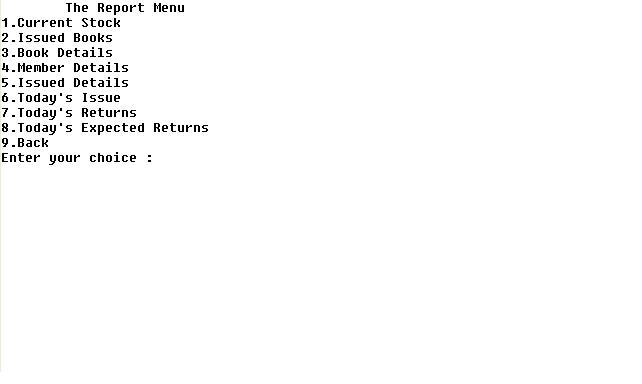 The Report Menu
1.Current Stock
2.Issued Books
3.Book Details
4.Member Details
5.Issued Details
6.Today's Issue
7.Today's Returns
8.Today's Expected Returns
9.Back
Enter your choice :